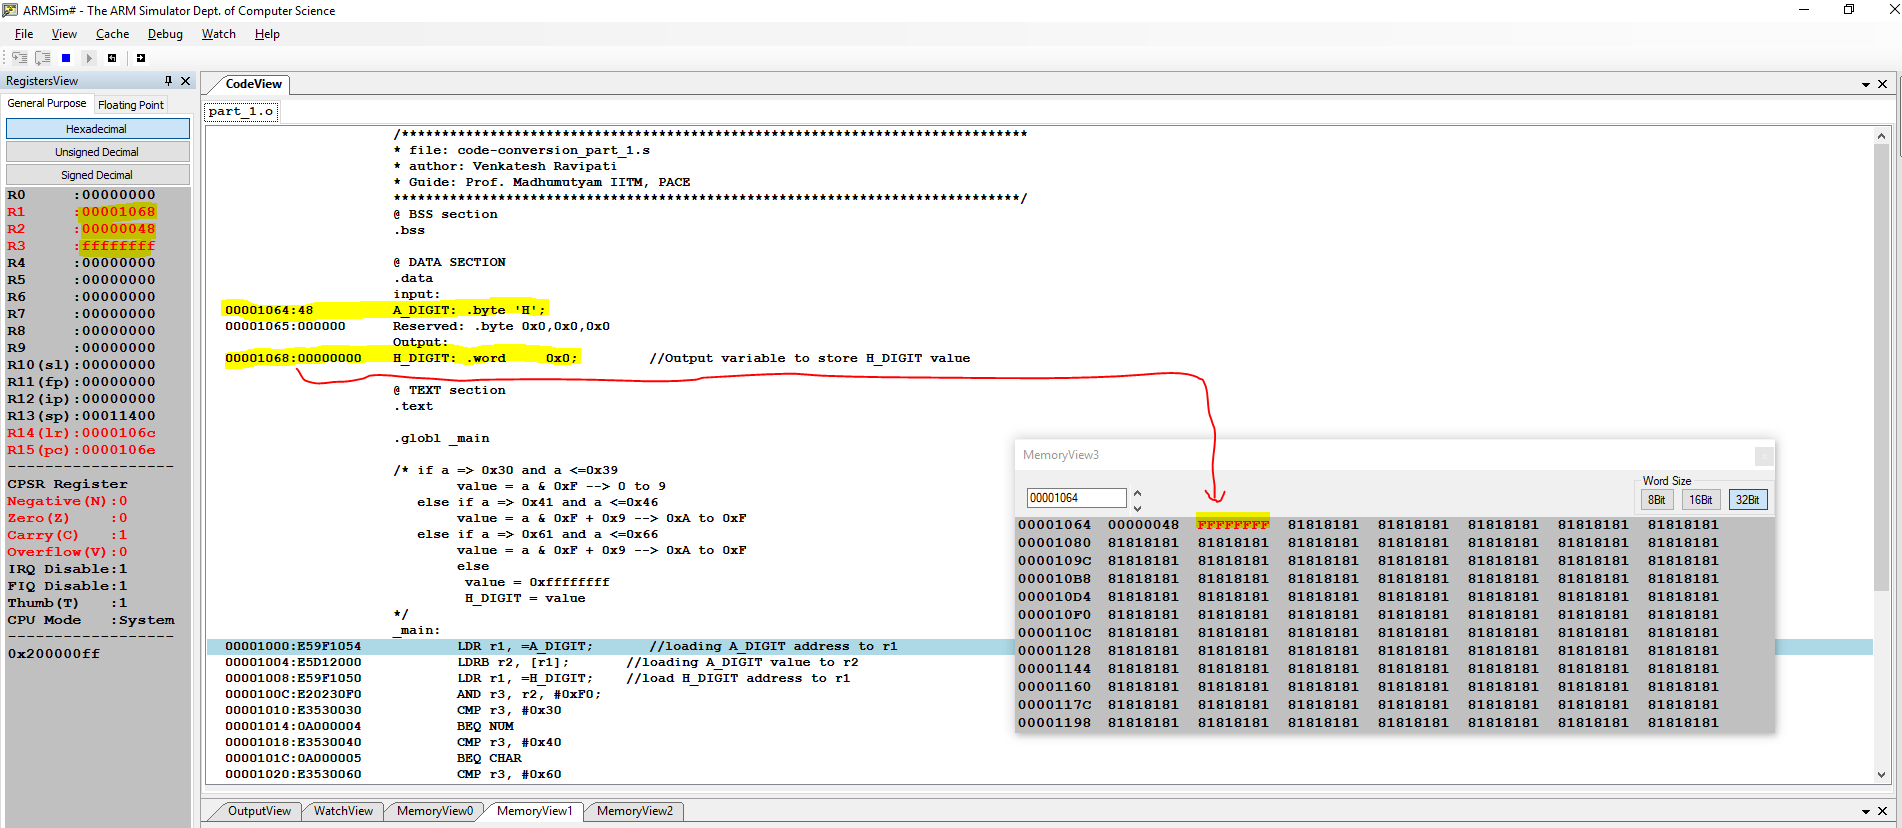 ARMSim# - The ARM Simulator Dept. of Computer Science
File View Cache Debug Watch Help
RegistersView
General Purpose Floating Point
Hexadecimal
Unsigned Decimal
Signed Decimal
R0 :00000000
R1 :00001068
R2 :00000048
R3 :ffffffff
R4 :00000000
R5 :00000000
R6 :00000000
R7 :00000000
R8 :00000000
R9 :00000000
R10(sl):00000000
R11(fp):00000000
R12(ip):00000000
R13(sp):00011400
R14(lr):0000106c
R15(pc):0000106e
------------------
CPSR Register
Negative(N):0
Zero(Z) :0
Carry(C) :1
Overflow(V):0
IRQ Disable:1
FIQ Disable:1
Thumb(T) :1
CPU Mode :System
------------------
0x200000ff
CodeView
part_1.o
/******************************************************************************
* file: code-conversion_part_1.s
* author: Venkatesh Ravipati
* Guide: Prof. Madhumutyam IITM, PACE
******************************************************************************/
@ BSS section
.bss
@ DATA SECTION
.data
input:
00001064:48 A_DIGIT: .byte 'H';
00001065:000000 Reserved: .byte 0x0,0x0,0x0
Output:
00001068:00000000 H_DIGIT: .word 0x0; //Output variable to store H_DIGIT value
@ TEXT section
.text
.globl _main
/* if a => 0x30 and a <=0x39
value = a & 0xF --> 0 to 9
else if a => 0x41 and a <=0x46
value = a & 0xF + 0x9 --> 0xA to 0xF
else if a => 0x61 and a <=0x66
value = a & 0xF + 0x9 --> 0xA to 0xF
else
value = 0xffffffff
H_DIGIT = value
*/
_main:
00001000:E59F1054 LDR r1, =A_DIGIT; //loading A_DIGIT address to r1
00001004:E5D12000 LDRB r2, [r1]; //loading A_DIGIT value to r2
00001008:E59F1050 LDR r1, =H_DIGIT; //load H_DIGIT address to r1
0000100C:E20230F0 AND r3, r2, #0xF0;
00001010:E3530030 CMP r3, #0x30
00001014:0A000004 BEQ NUM
00001018:E3530040 CMP r3, #0x40
0000101C:0A000005 BEQ CHAR
00001020:E3530060 CMP r3, #0x60
MemoryView3
00001064
Word Size
8Bit 16Bit 32Bit
00001064 00000048 FFFFFFFF 81818181 81818181 81818181 81818181 81818181
00001080 81818181 81818181 81818181 81818181 81818181 81818181 81818181
0000109C 81818181 81818181 81818181 81818181 81818181 81818181 81818181
000010B8 81818181 81818181 81818181 81818181 81818181 81818181 81818181
000010D4 81818181 81818181 81818181 81818181 81818181 81818181 81818181
000010F0 81818181 81818181 81818181 81818181 81818181 81818181 81818181
0000110C 81818181 81818181 81818181 81818181 81818181 81818181 81818181
00001128 81818181 81818181 81818181 81818181 81818181 81818181 81818181
00001144 81818181 81818181 81818181 81818181 81818181 81818181 81818181
00001160 81818181 81818181 81818181 81818181 81818181 81818181 81818181
0000117C 81818181 81818181 81818181 81818181 81818181 81818181 81818181
00001198 81818181 81818181 81818181 81818181 81818181 81818181 81818181
OutputView WatchView MemoryView0 MemoryView1 MemoryView2